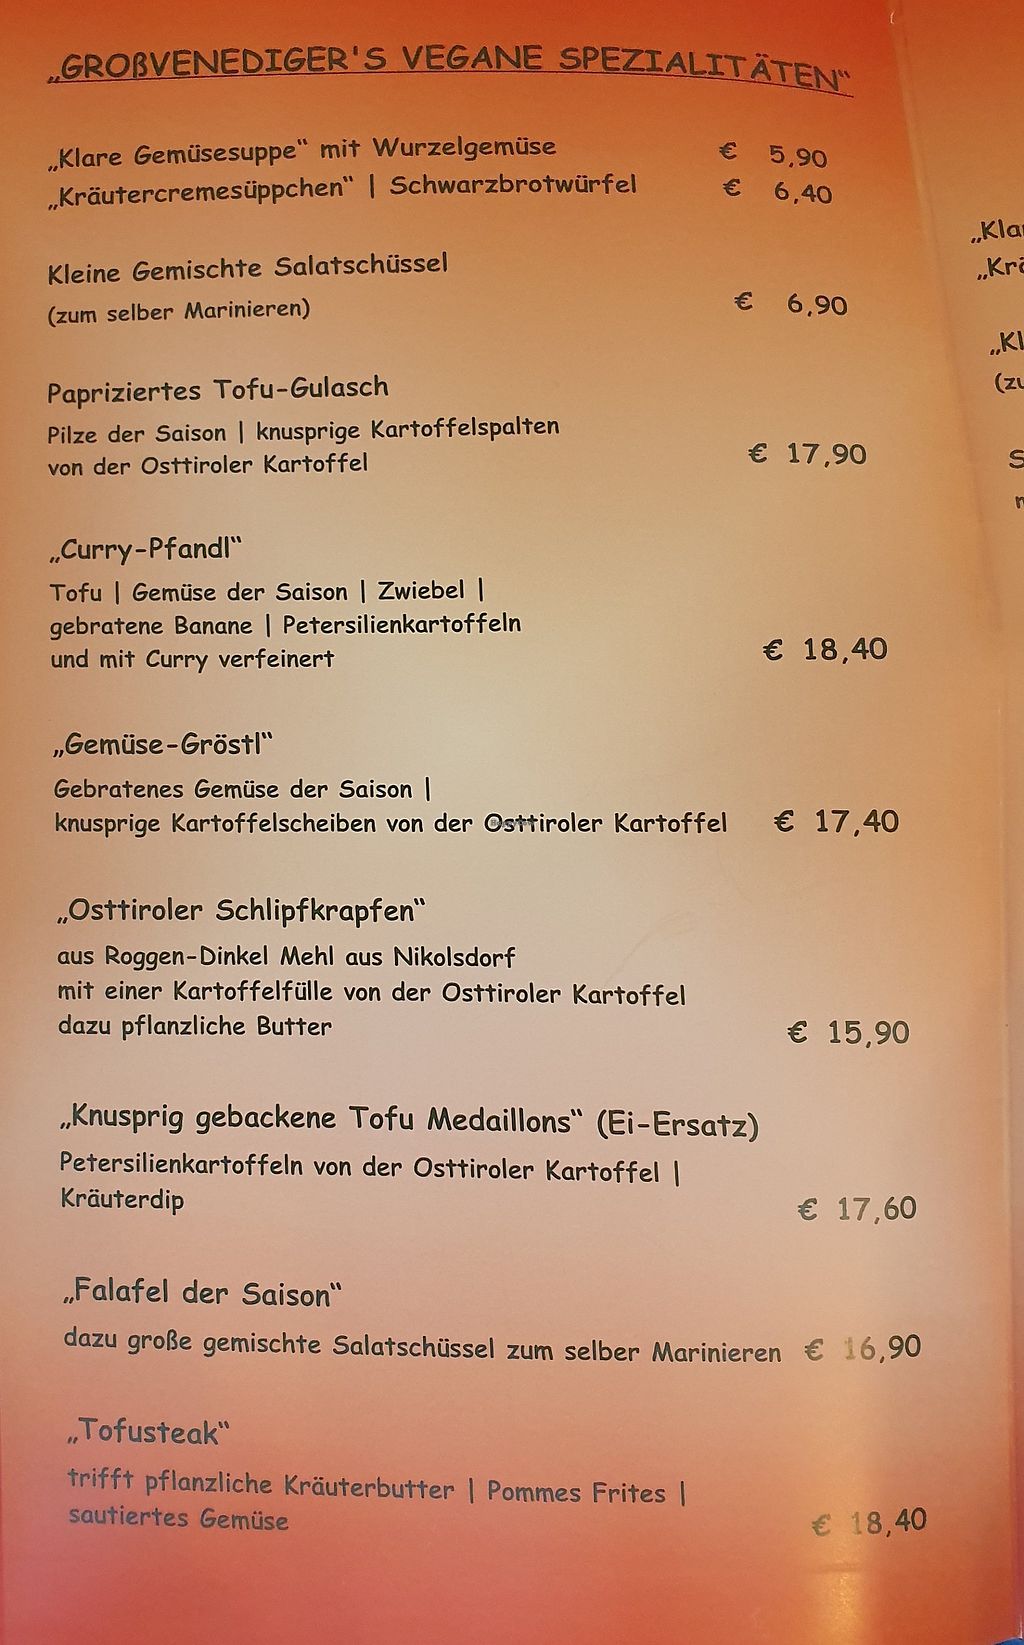 „GROßVENEDIGER'S VEGANE SPEZIALITÄTEN“
„Klare Gemüsesuppe“ mit Wurzelgemüse € 5,90
„Kräutercremesüppchen“ | Schwarzbrotwürfel € 6,40
Kleine Gemischte Salatschüssel
(zum selber Marinieren) € 6,90
Papriziertes Tofu-Gulasch
Pilze der Saison | knusprige Kartoffelspalten
von der Osttiroler Kartoffel € 17,90
„Curry-Pfandl“
Tofu | Gemüse der Saison | Zwiebel |
gebratene Banane | Petersilienkartoffeln
und mit Curry verfeinert € 18,40
„Gemüse-Gröstl“
Gebratenes Gemüse der Saison |
knusprige Kartoffelscheiben von der Osttiroler Kartoffel € 17,40
„Osttiroler Schlipfkrapfen“
aus Roggen-Dinkel Mehl aus Nikolsdorf
mit einer Kartoffelfülle von der Osttiroler Kartoffel
dazu pflanzliche Butter € 15,90
„Knusprig gebackene Tofu Medaillons“ (Ei-Ersatz)
Petersilienkartoffeln von der Osttiroler Kartoffel |
Kräuterdip € 17,60
„Falafel der Saison“
dazu große gemischte Salatschüssel zum selber Marinieren € 16,90
„Tofusteak“
trifft pflanzliche Kräuterbutter | Pommes Frites |
sautiertes Gemüse € 18,40